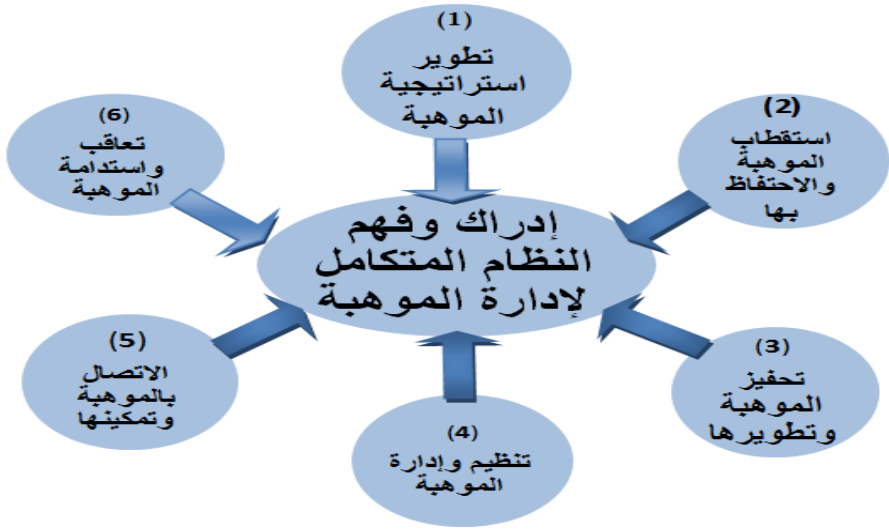 (1)
تطوير
استراتيجية
الموهبة
(2)
استقطاب
الموهبة
والاحتفاظ
بها
(3)
تحفيز
الموهبة
وتطويرها
(4)
تنظيم وإدارة
الموهبة
(5)
الاتصال
بالموهبة
وتمكينها
(6)
تعاقب
واستدامة
الموهبة
إدراك وفهم
النظام المتكامل
لإدارة الموهبة